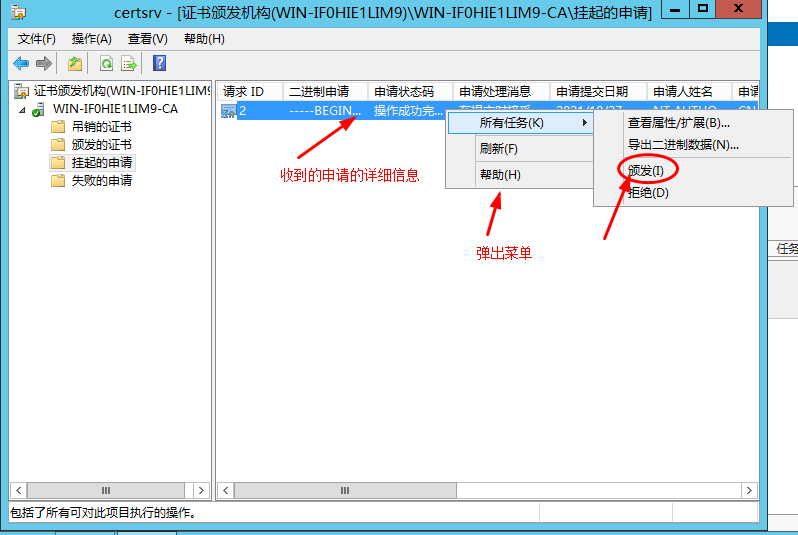 certsrv - [证书颁发机构(WIN-IF0HIE1LIM9)\WIN-IF0HIE1LIM9-CA\挂起的申请]
文件(F) 操作(A) 查看(V) 帮助(H)
证书颁发机构(WIN-IF0HIE1LIM9
WIN-IF0HIE1LIM9-CA
吊销的证书
颁发的证书
挂起的申请
失败的申请
请求 ID 二进制申请 申请状态码 申请处理消息 申请提交日期 申请人姓名 申请
2 -----BEGIN... 操作成功完...
所有任务(K)
刷新(F)
帮助(H)
查看属性/扩展(B)...
导出二进制数据(N)...
颁发(I)
拒绝(D)
收到的申请的详细信息
弹出菜单
任务
包括了所有可对此项目执行的操作。